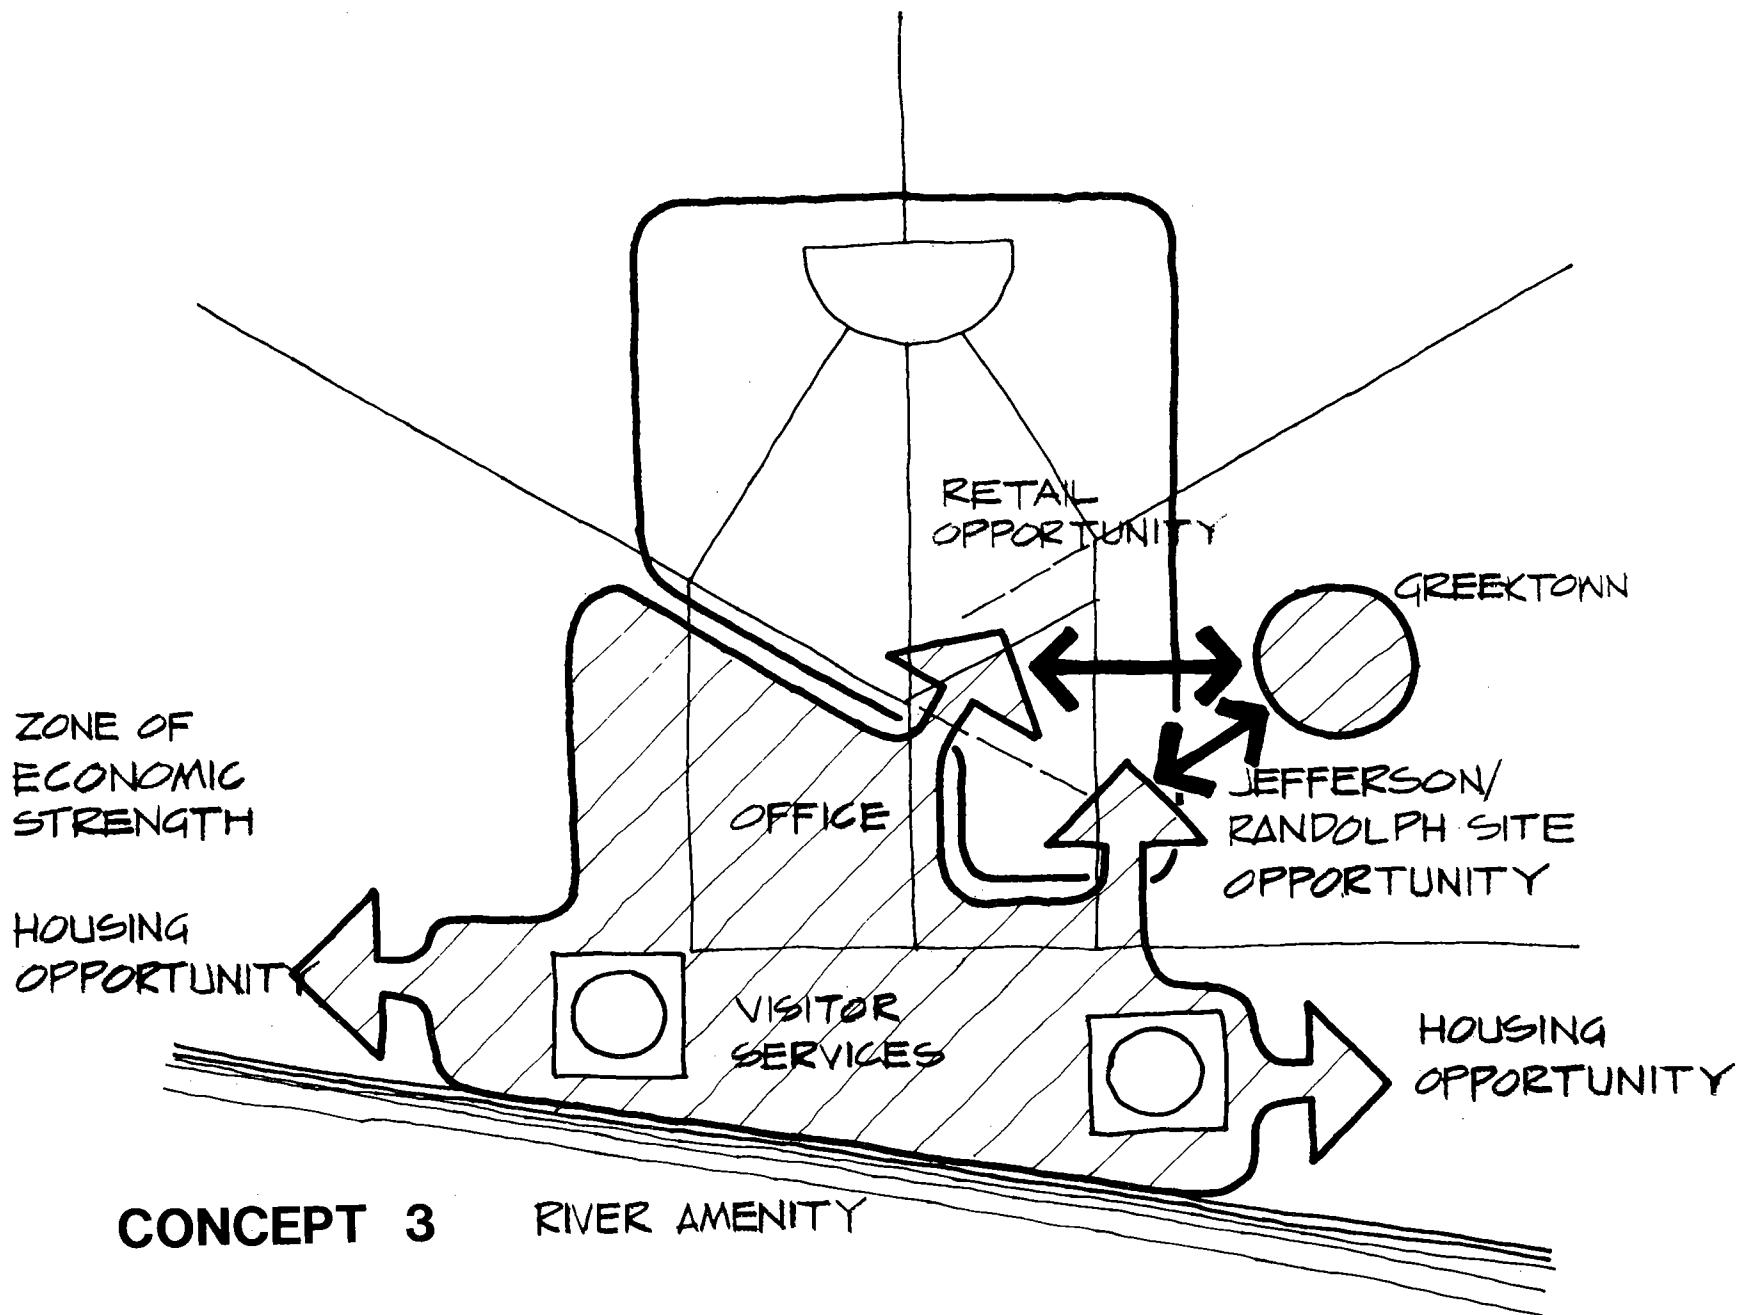 RETAIL
OPPORTUNITY
GREEKTOWN
ZONE OF
ECONOMIC
STRENGTH
OFFICE
JEFFERSON/
RANDOLPH SITE
OPPORTUNITY
HOUSING
OPPORTUNITY
VISITOR
SERVICES
HOUSING
OPPORTUNITY
CONCEPT 3
RIVER AMENITY